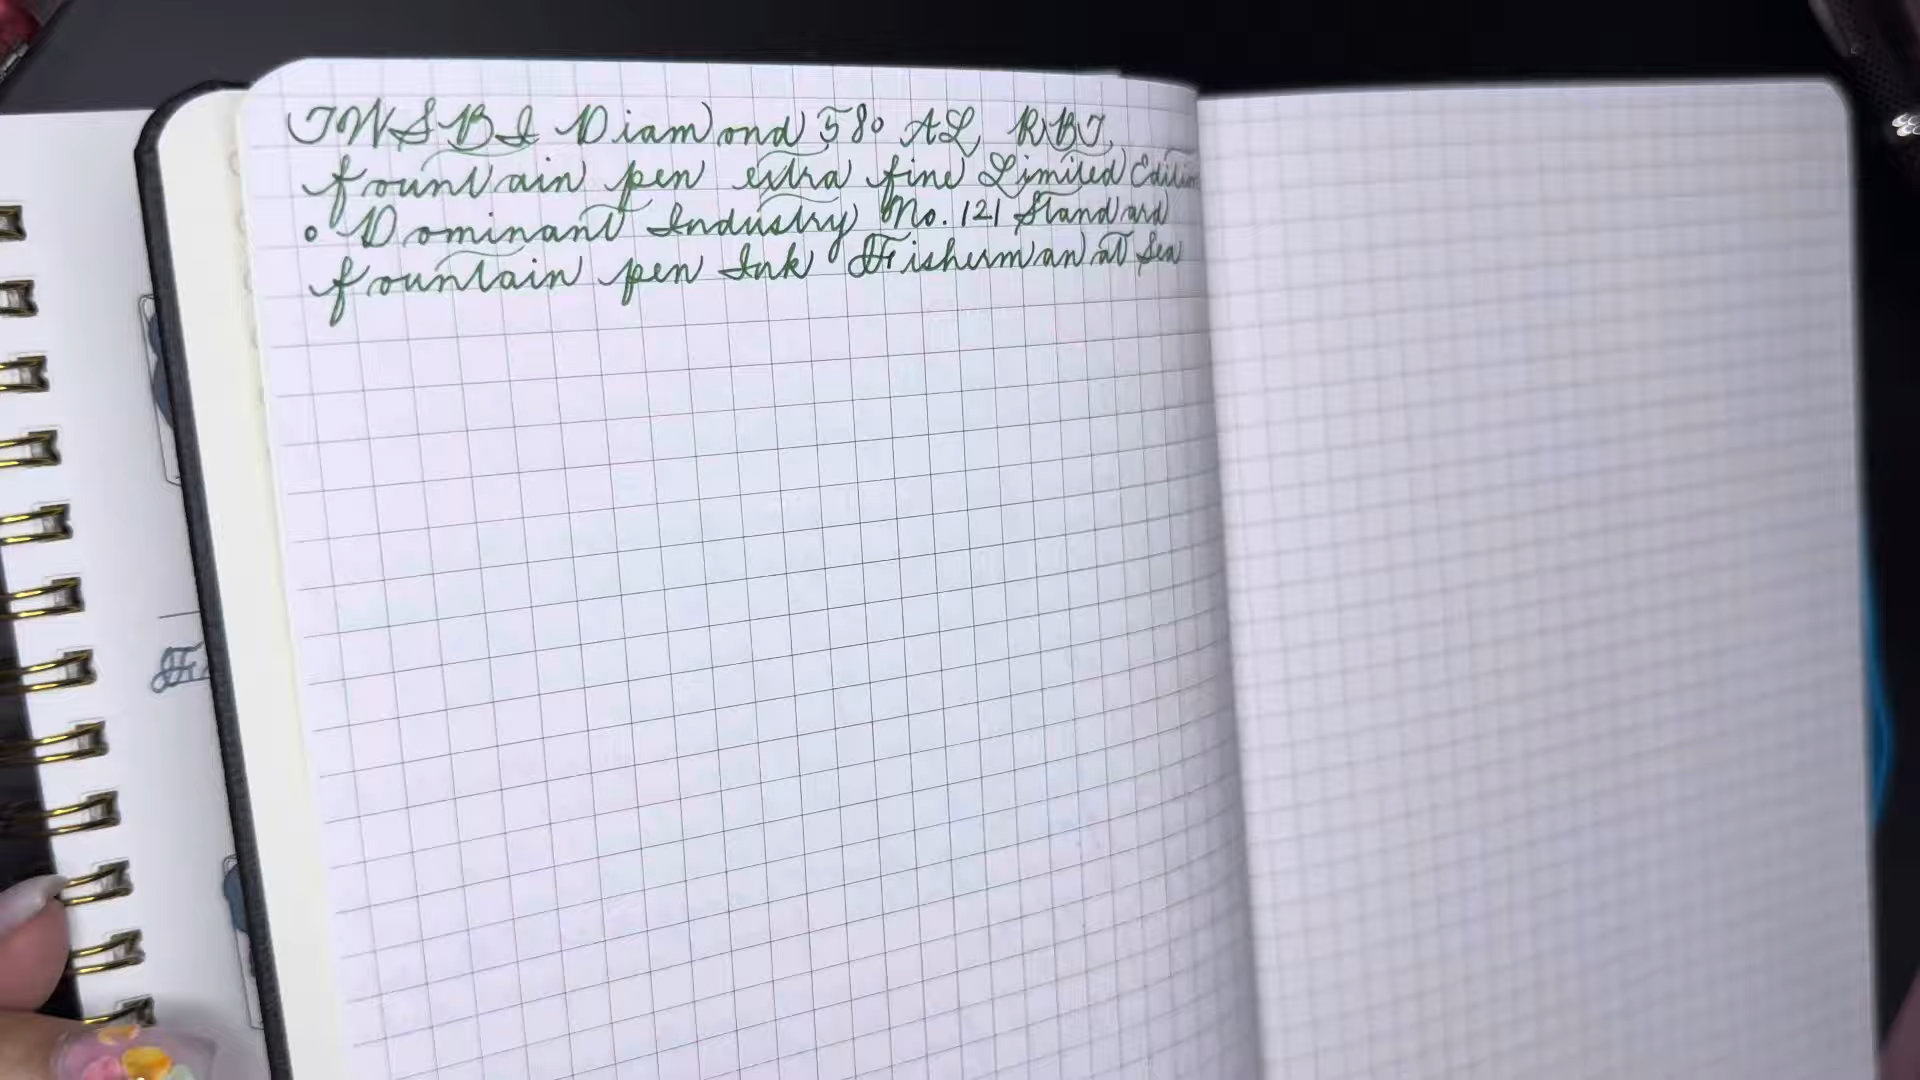 TWSBI Diamond 580 AL RBT
fountain pen extra fine Limited Edition
• Dominant Industry No. 121 Standard
fountain pen Ink Fisherman at Sea